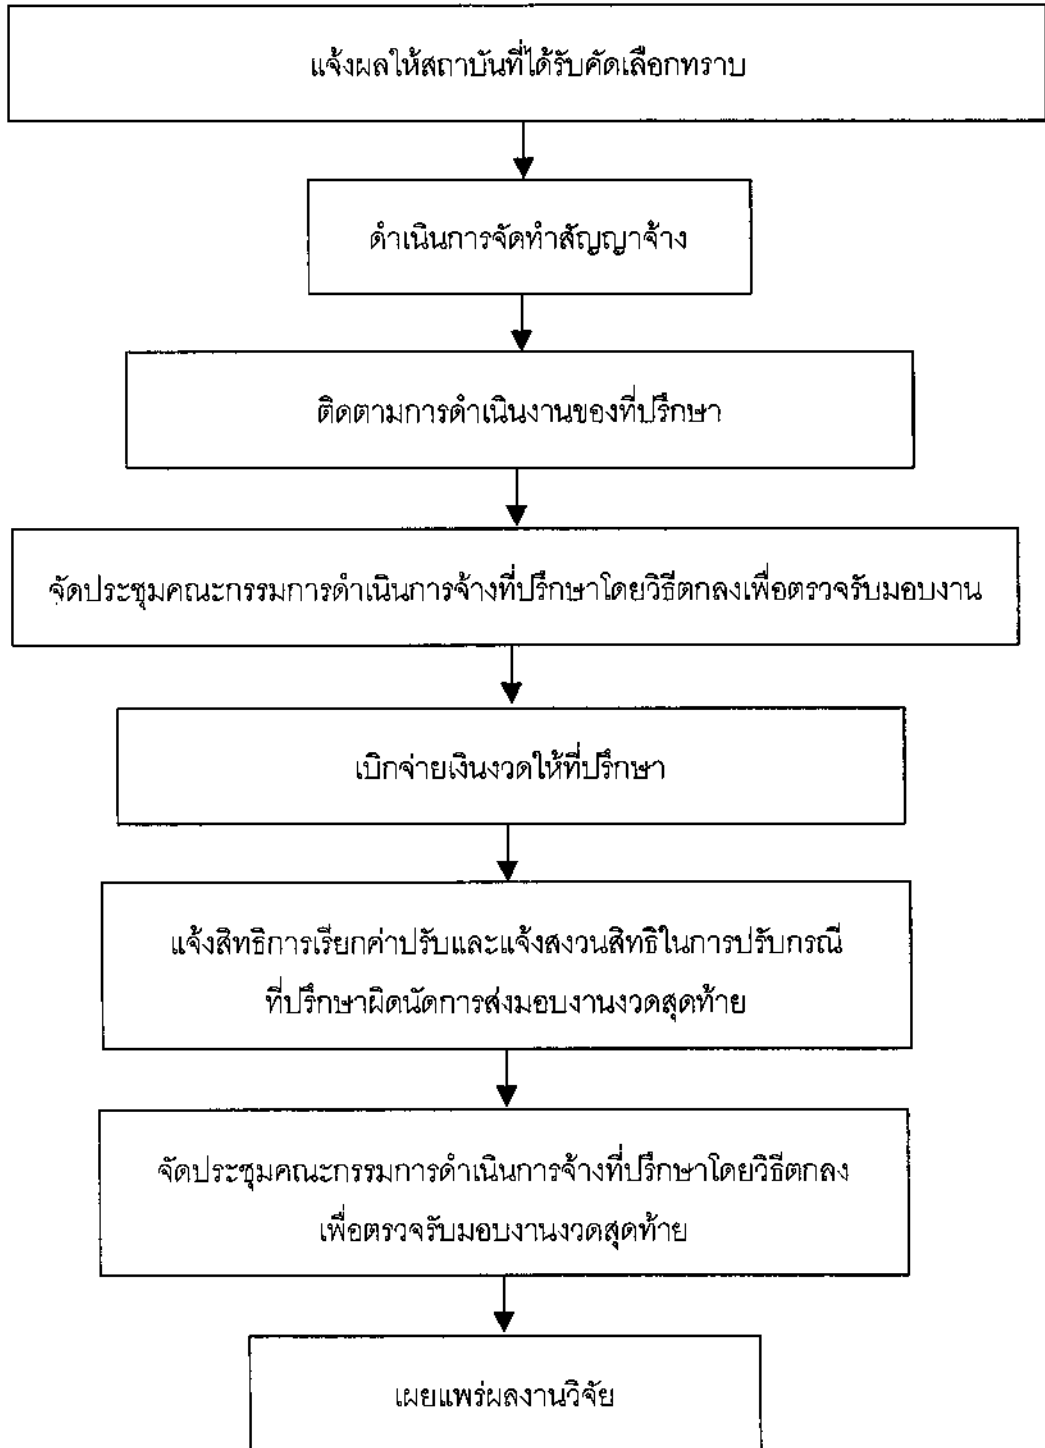 แจ้งผลให้สถาบันที่ได้รับคัดเลือกทราบ
ดำเนินการจัดทำสัญญาจ้าง
ติดตามการดำเนินงานของที่ปรึกษา
จัดประชุมคณะกรรมการดำเนินการจ้างที่ปรึกษาโดยวิธีตกลงเพื่อตรวจรับมอบงาน
เบิกจ่ายเงินงวดให้ที่ปรึกษา
แจ้งสิทธิการเรียกค่าปรับและแจ้งสงวนสิทธิในการปรับกรณี
ที่ปรึกษาผิดนัดการส่งมอบงานงวดสุดท้าย
จัดประชุมคณะกรรมการดำเนินการจ้างที่ปรึกษาโดยวิธีตกลง
เพื่อตรวจรับมอบงานงวดสุดท้าย
เผยแพร่ผลงานวิจัย